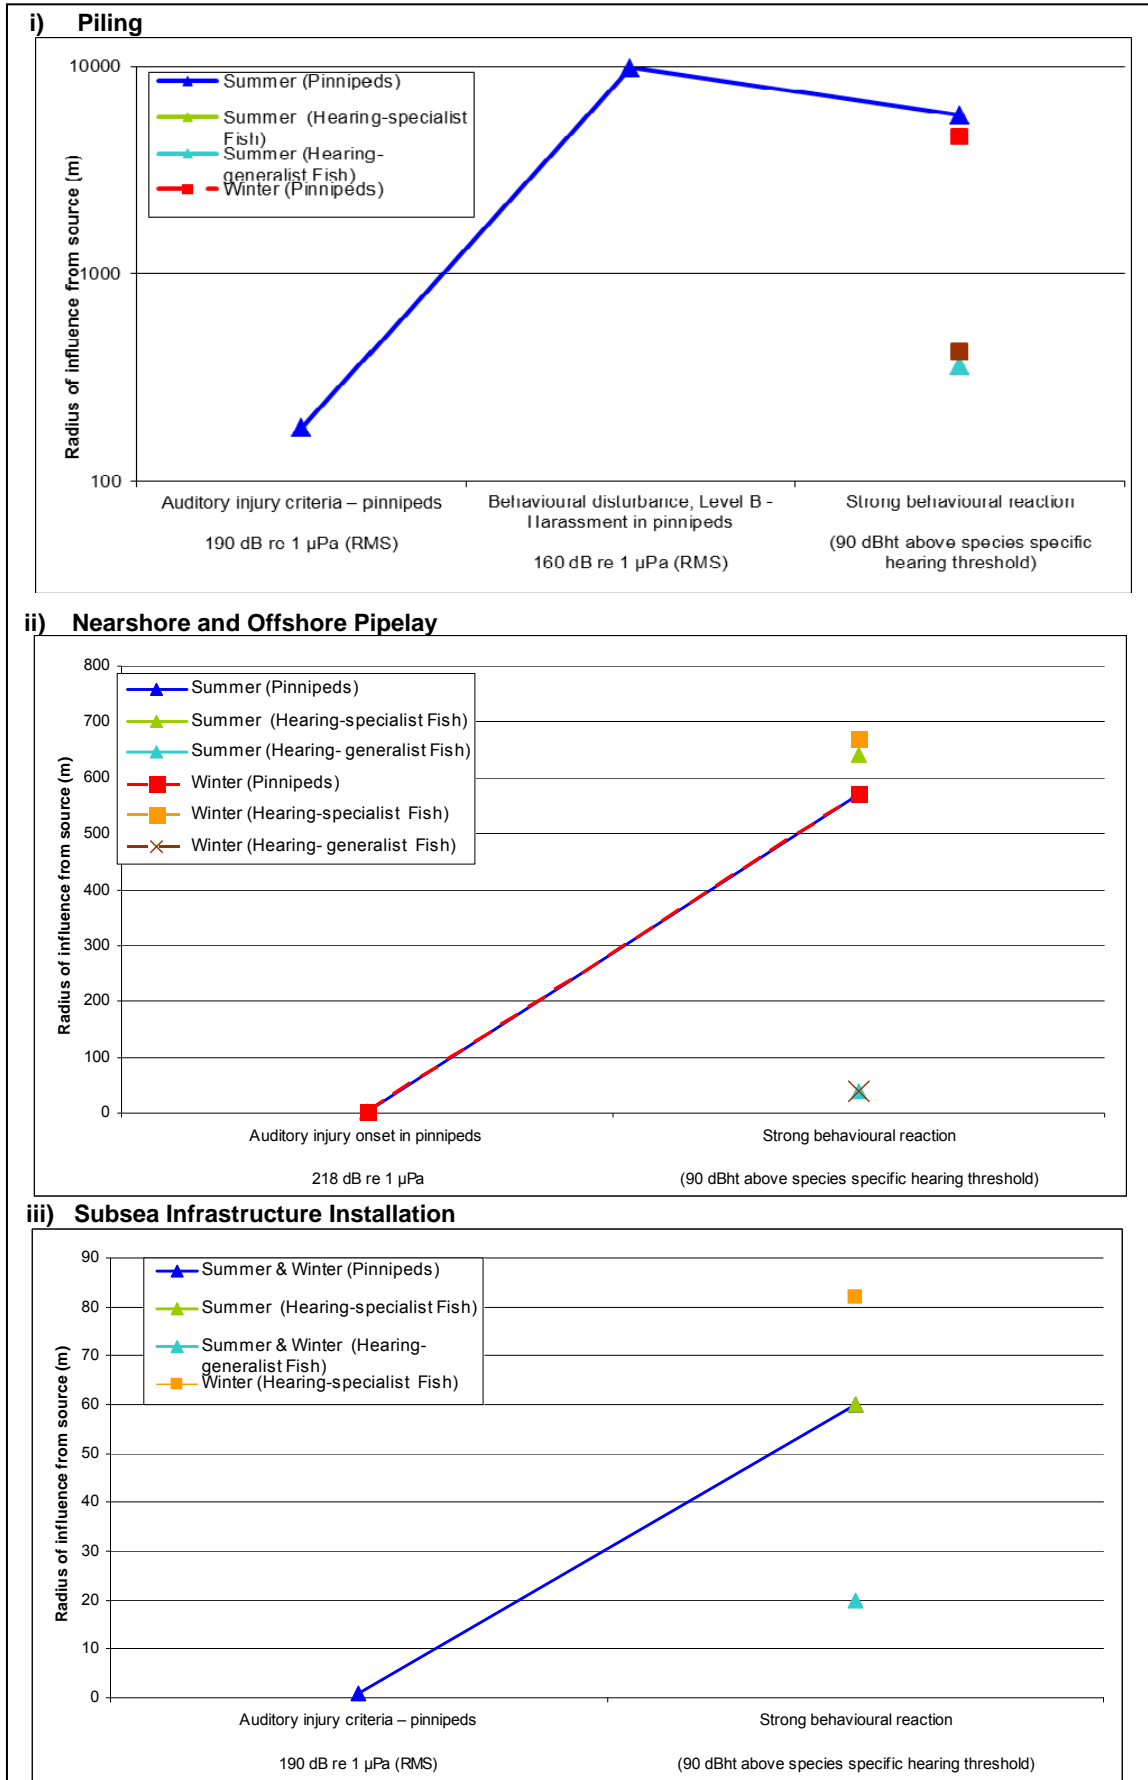 i) Piling
10000
1000
100
Radius of influence from source (m)
Summer (Pinnipeds)
Summer (Hearing-specialist
Fish)
Summer (Hearing-
generalist Fish)
Winter (Pinnipeds)
Auditory injury criteria – pinnipeds
190 dB re 1 µPa (RMS)
Behavioural disturbance, Level B -
Harassment in pinnipeds
160 dB re 1 µPa (RMS)
Strong behavioural reaction
(90 dBht above species specific
hearing threshold)
ii) Nearshore and Offshore Pipelay
800
700
600
500
400
300
200
100
0
Radius of influence from source (m)
Summer (Pinnipeds)
Summer (Hearing-specialist Fish)
Summer (Hearing- generalist Fish)
Winter (Pinnipeds)
Winter (Hearing-specialist Fish)
Winter (Hearing- generalist Fish)
Auditory injury onset in pinnipeds
218 dB re 1 µPa
Strong behavioural reaction
(90 dBht above species specific hearing threshold)
iii) Subsea Infrastructure Installation
90
80
70
60
50
40
30
20
10
0
Radius of influence from source (m)
Summer & Winter (Pinnipeds)
Summer (Hearing-specialist Fish)
Summer & Winter (Hearing-
generalist Fish)
Winter (Hearing-specialist Fish)
Auditory injury criteria – pinnipeds
190 dB re 1 µPa (RMS)
Strong behavioural reaction
(90 dBht above species specific hearing threshold)